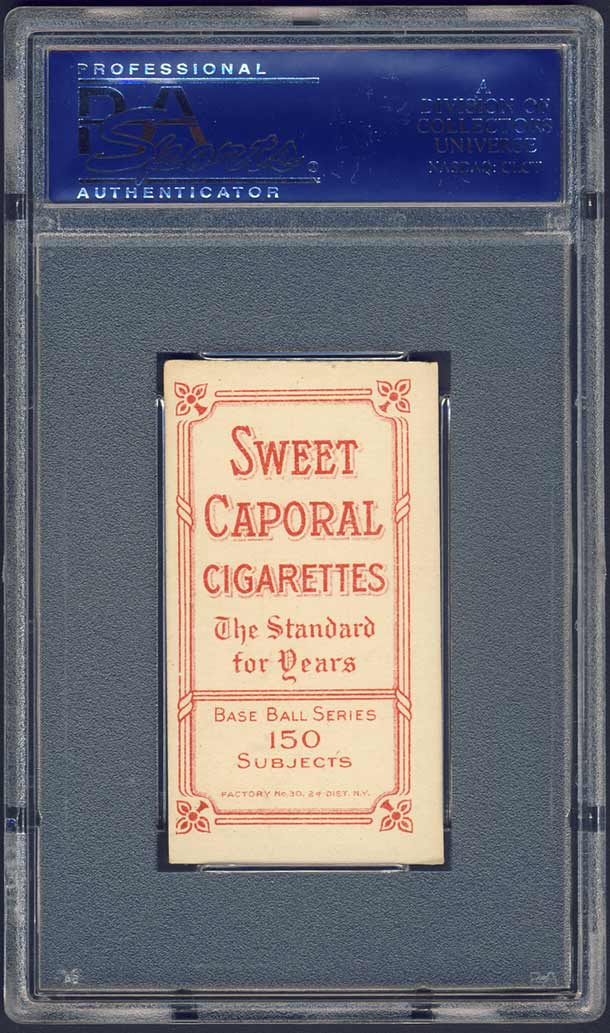 PROFESSIONAL
PSA
Sports ®
AUTHENTICATOR
A
DIVISION OF
COLLECTORS
UNIVERSE
NASDAQ: CLCT
SWEET
CAPORAL
CIGARETTES
The Standard
for Years
BASE BALL SERIES
150
SUBJECTS
FACTORY No. 30, 2d DIST. N.Y.
PSA